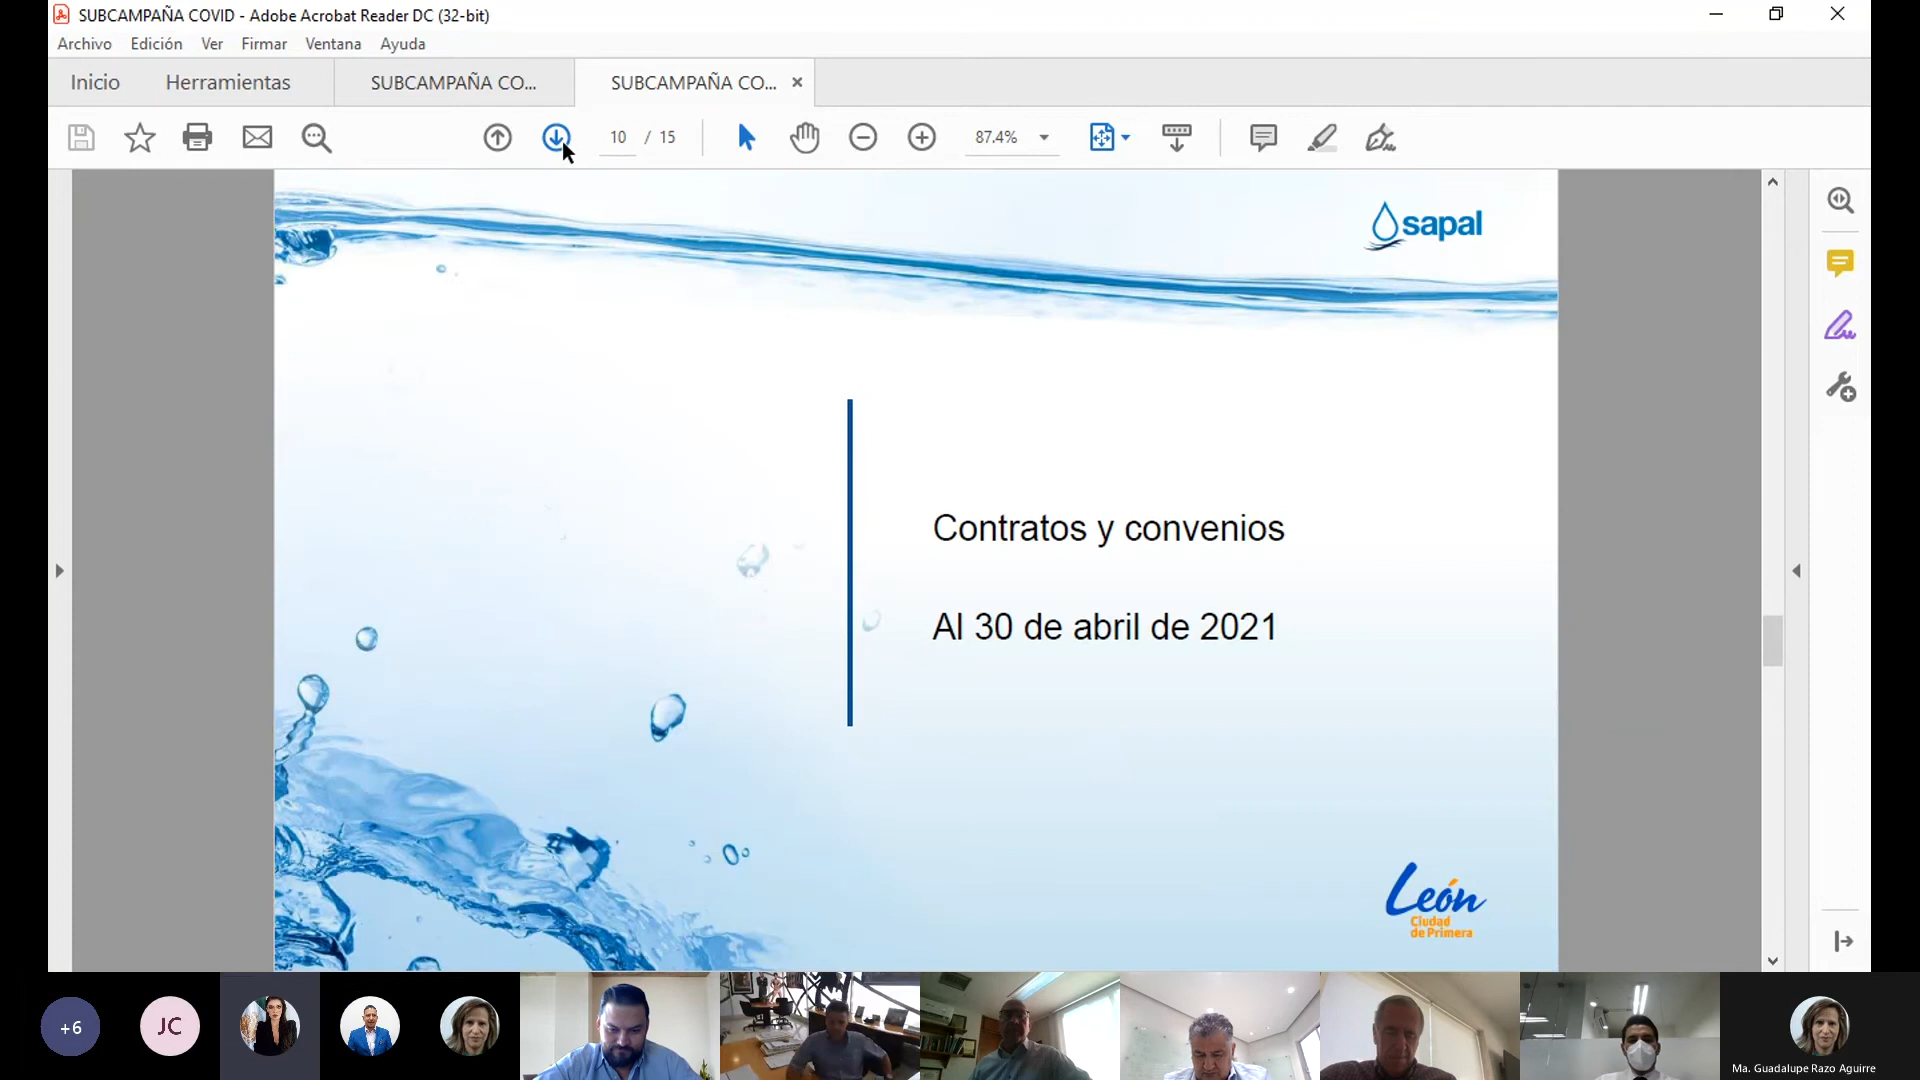 SUBCAMPAÑA COVID - Adobe Acrobat Reader DC (32-bit)
Archivo Edición Ver Firmar Ventana Ayuda
Inicio Herramientas SUBCAMPAÑA CO... SUBCAMPAÑA CO...
10 / 15 87.4%
sapal
Contratos y convenios
Al 30 de abril de 2021
León
Ciudad
de Primera
+6 JC
Ma. Guadalupe Razo Aguirre